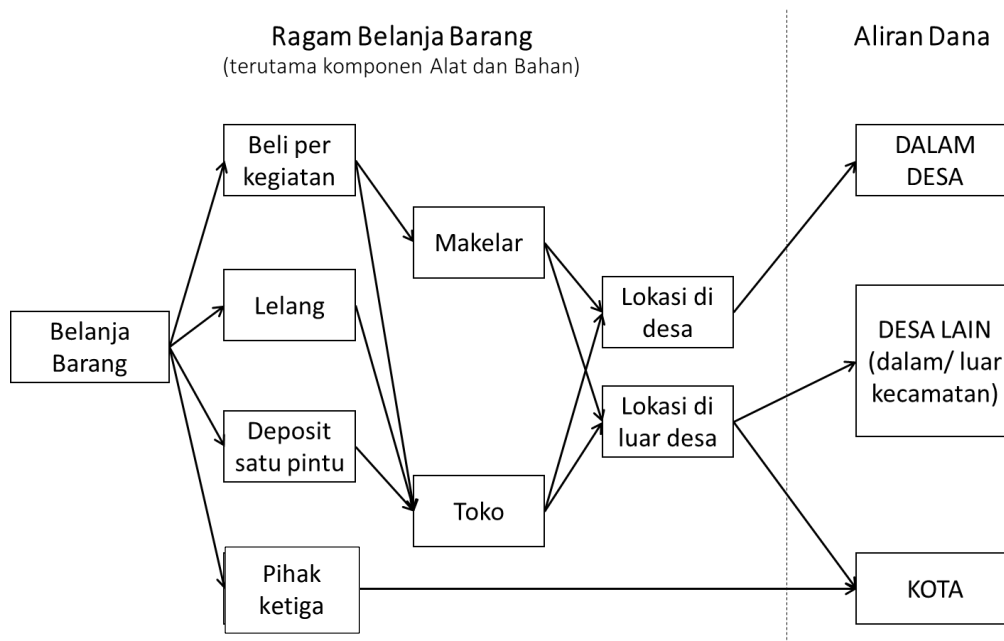 Ragam Belanja Barang
(terutama komponen Alat dan Bahan)
Aliran Dana
Belanja
Barang
Beli per
kegiatan
Lelang
Deposit
satu pintu
Pihak
ketiga
Makelar
Toko
Lokasi di
desa
Lokasi di
luar desa
DALAM
DESA
DESA LAIN
(dalam/ luar
kecamatan)
KOTA